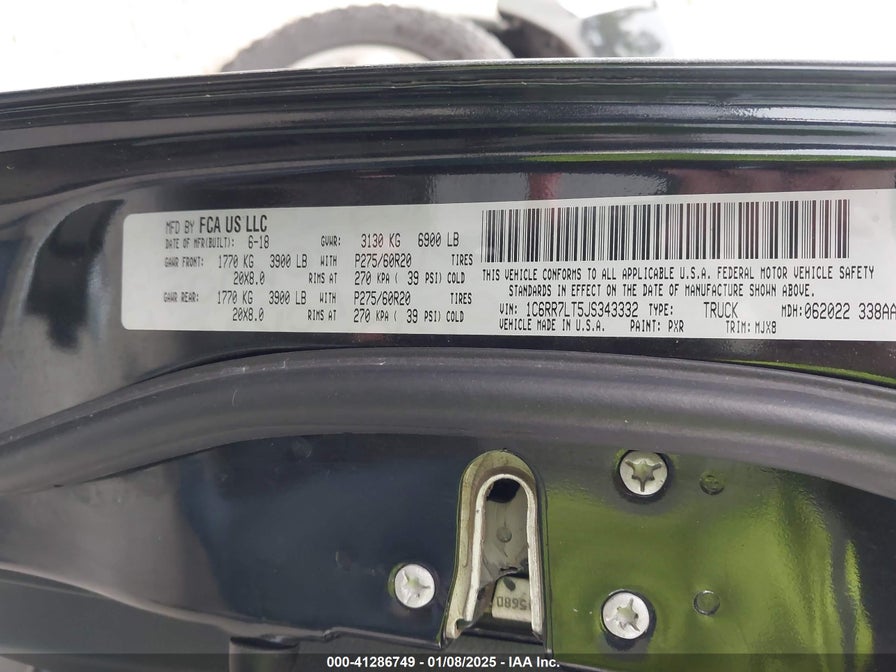 MFD BY FCA US LLC
DATE OF MFR(BUILT): 6-18 GVWR: 3130 KG 6900 LB
GAWR FRONT: 1770 KG 3900 LB WITH P275/60R20 TIRES
20X8.0 RIMS AT 270 KPA ( 39 PSI) COLD
GAWR REAR: 1770 KG 3900 LB WITH P275/60R20 TIRES
20X8.0 RIMS AT 270 KPA ( 39 PSI) COLD
THIS VEHICLE CONFORMS TO ALL APPLICABLE U.S.A. FEDERAL MOTOR VEHICLE SAFETY
STANDARDS IN EFFECT ON THE DATE OF MANUFACTURE SHOWN ABOVE.
VIN: 1C6RR7LT5JS343332 TYPE: TRUCK MDH: 062022 338AA
VEHICLE MADE IN U.S.A. PAINT: PXR TRIM: MJX8
000-41286749 - 01/08/2025 - IAA Inc.